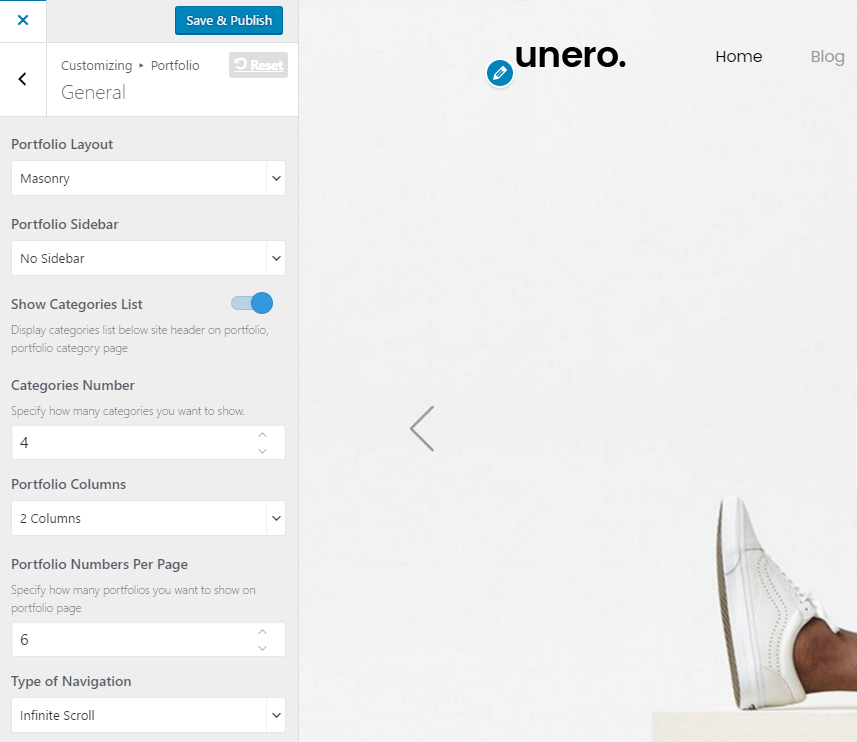 Save & Publish
Customizing ▸ Portfolio
Reset
General
Portfolio Layout
Masonry
Portfolio Sidebar
No Sidebar
Show Categories List
Display categories list below site header on portfolio,
portfolio category page
Categories Number
Specify how many categories you want to show.
4
Portfolio Columns
2 Columns
Portfolio Numbers Per Page
Specify how many portfolios you want to show on
portfolio page
6
Type of Navigation
Infinite Scroll
unero.
Home
Blog